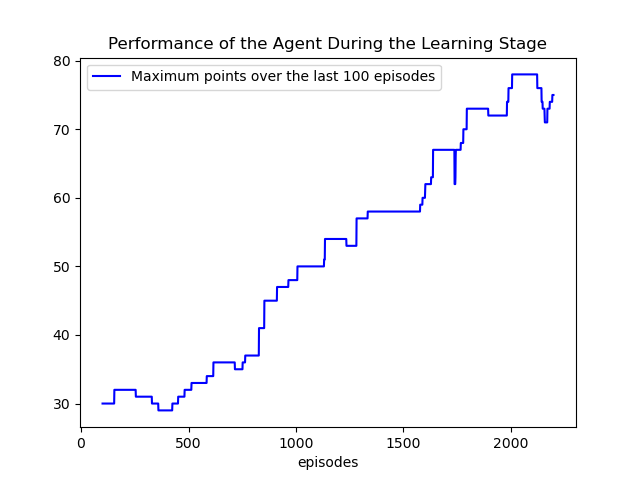 Performance of the Agent During the Learning Stage
Maximum points over the last 100 episodes
80
70
60
50
40
30
0 500 1000 1500 2000
episodes